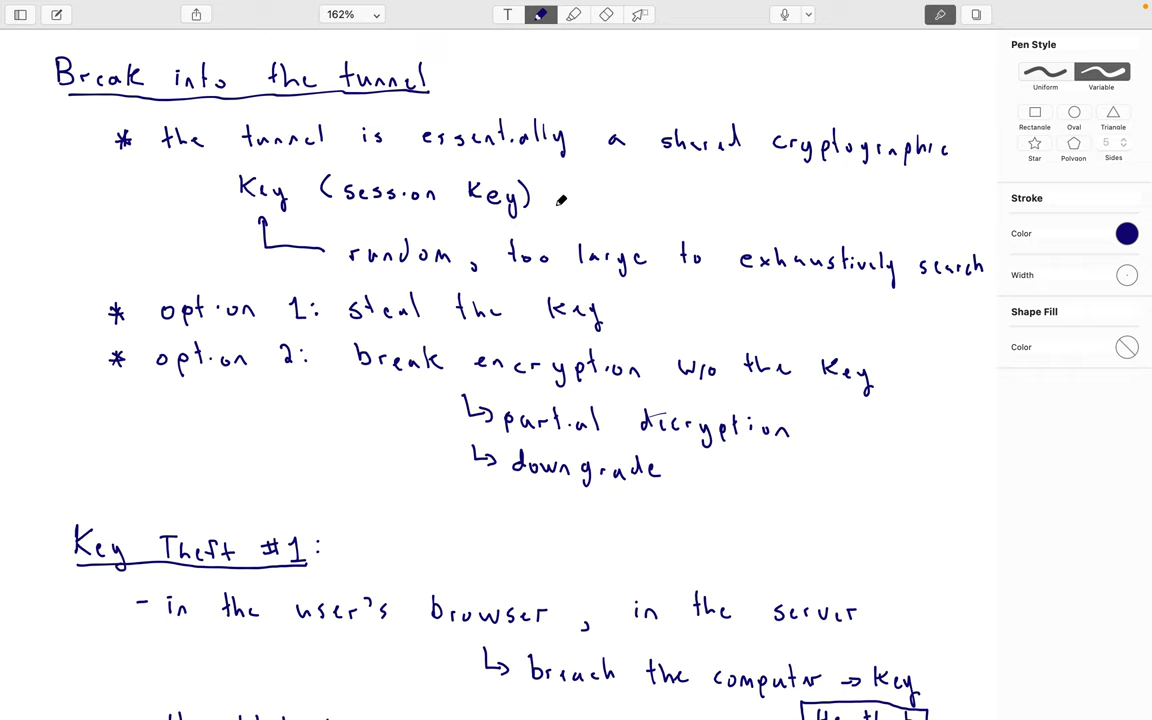 162%
T
Pen Style
Uniform
Variable
Rectangle
Oval
Triangle
Star
Polygon
5
Sides
Stroke
Color
Width
Shape Fill
Color
Break into the tunnel
* the tunnel is essentially a shared cryptographic
key (session key)
random, too large to exhaustively search
* option 1: steal the key
* option 2: break encryption w/o the key
↳ partial decryption
↳ downgrade
Key Theft #1:
- in the user's browser, in the server
↳ breach the computer → key